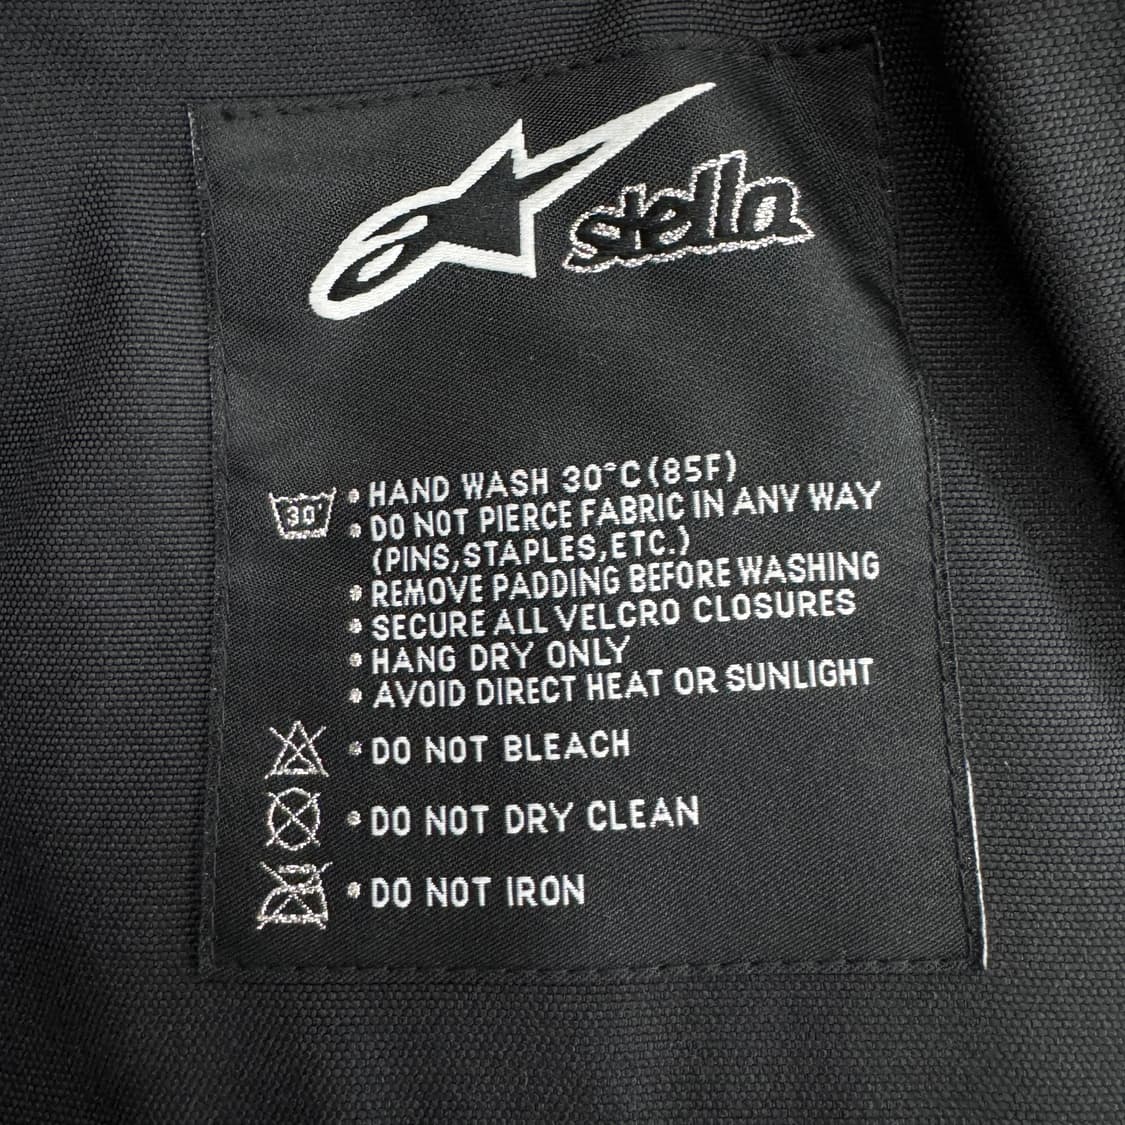 stella
30°
• HAND WASH 30°C (85F)
• DO NOT PIERCE FABRIC IN ANY WAY
(PINS, STAPLES, ETC.)
• REMOVE PADDING BEFORE WASHING
• SECURE ALL VELCRO CLOSURES
• HANG DRY ONLY
• AVOID DIRECT HEAT OR SUNLIGHT
• DO NOT BLEACH
• DO NOT DRY CLEAN
• DO NOT IRON